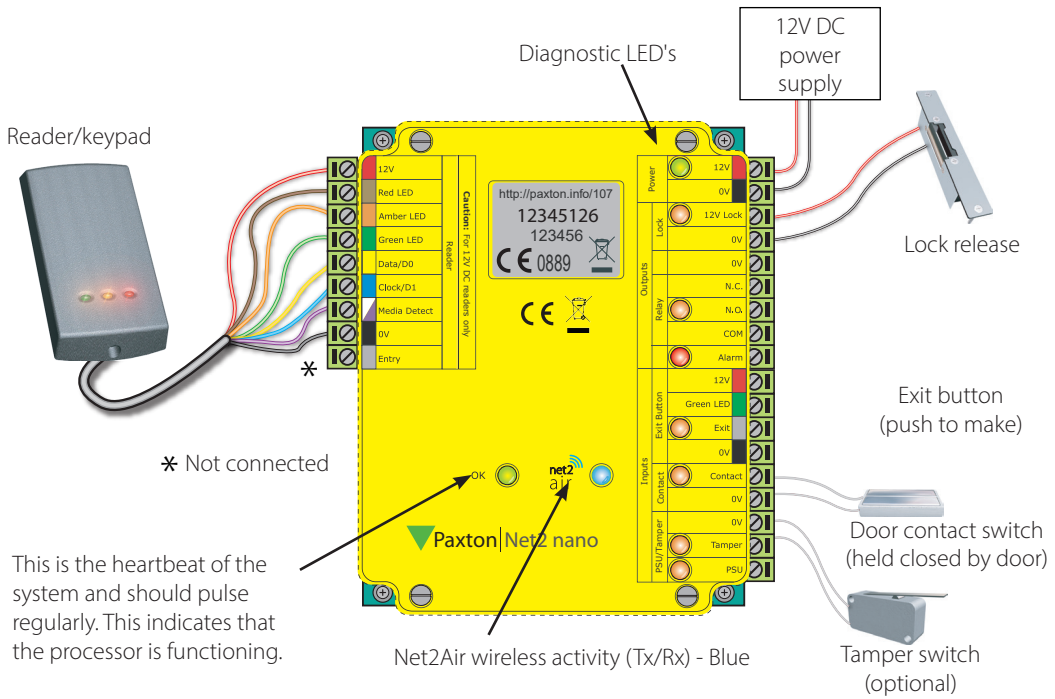 Diagnostic LED's
12V DC
power
supply
Reader/keypad
Lock release
12V
Red LED
Amber LED
Green LED
Data/D0
Clock/D1
Media Detect
0V
Entry
Reader
Caution: For 12V DC readers only
http://paxton.info/107
12345126
123456
CE 0889
CE
Power
12V
0V
Outputs
Lock
12V Lock
0V
0V
Relay
N.C.
N.O.
COM
Alarm
Inputs
Exit Button
12V
Green LED
Exit
0V
Contact
Contact
0V
PSU/Tamper
0V
Tamper
PSU
Exit button
(push to make)
* Not connected
*
OK
net2
air
Paxton|Net2 nano
Door contact switch
(held closed by door)
This is the heartbeat of the
system and should pulse
regularly. This indicates that
the processor is functioning.
Net2Air wireless activity (Tx/Rx) - Blue
Tamper switch
(optional)